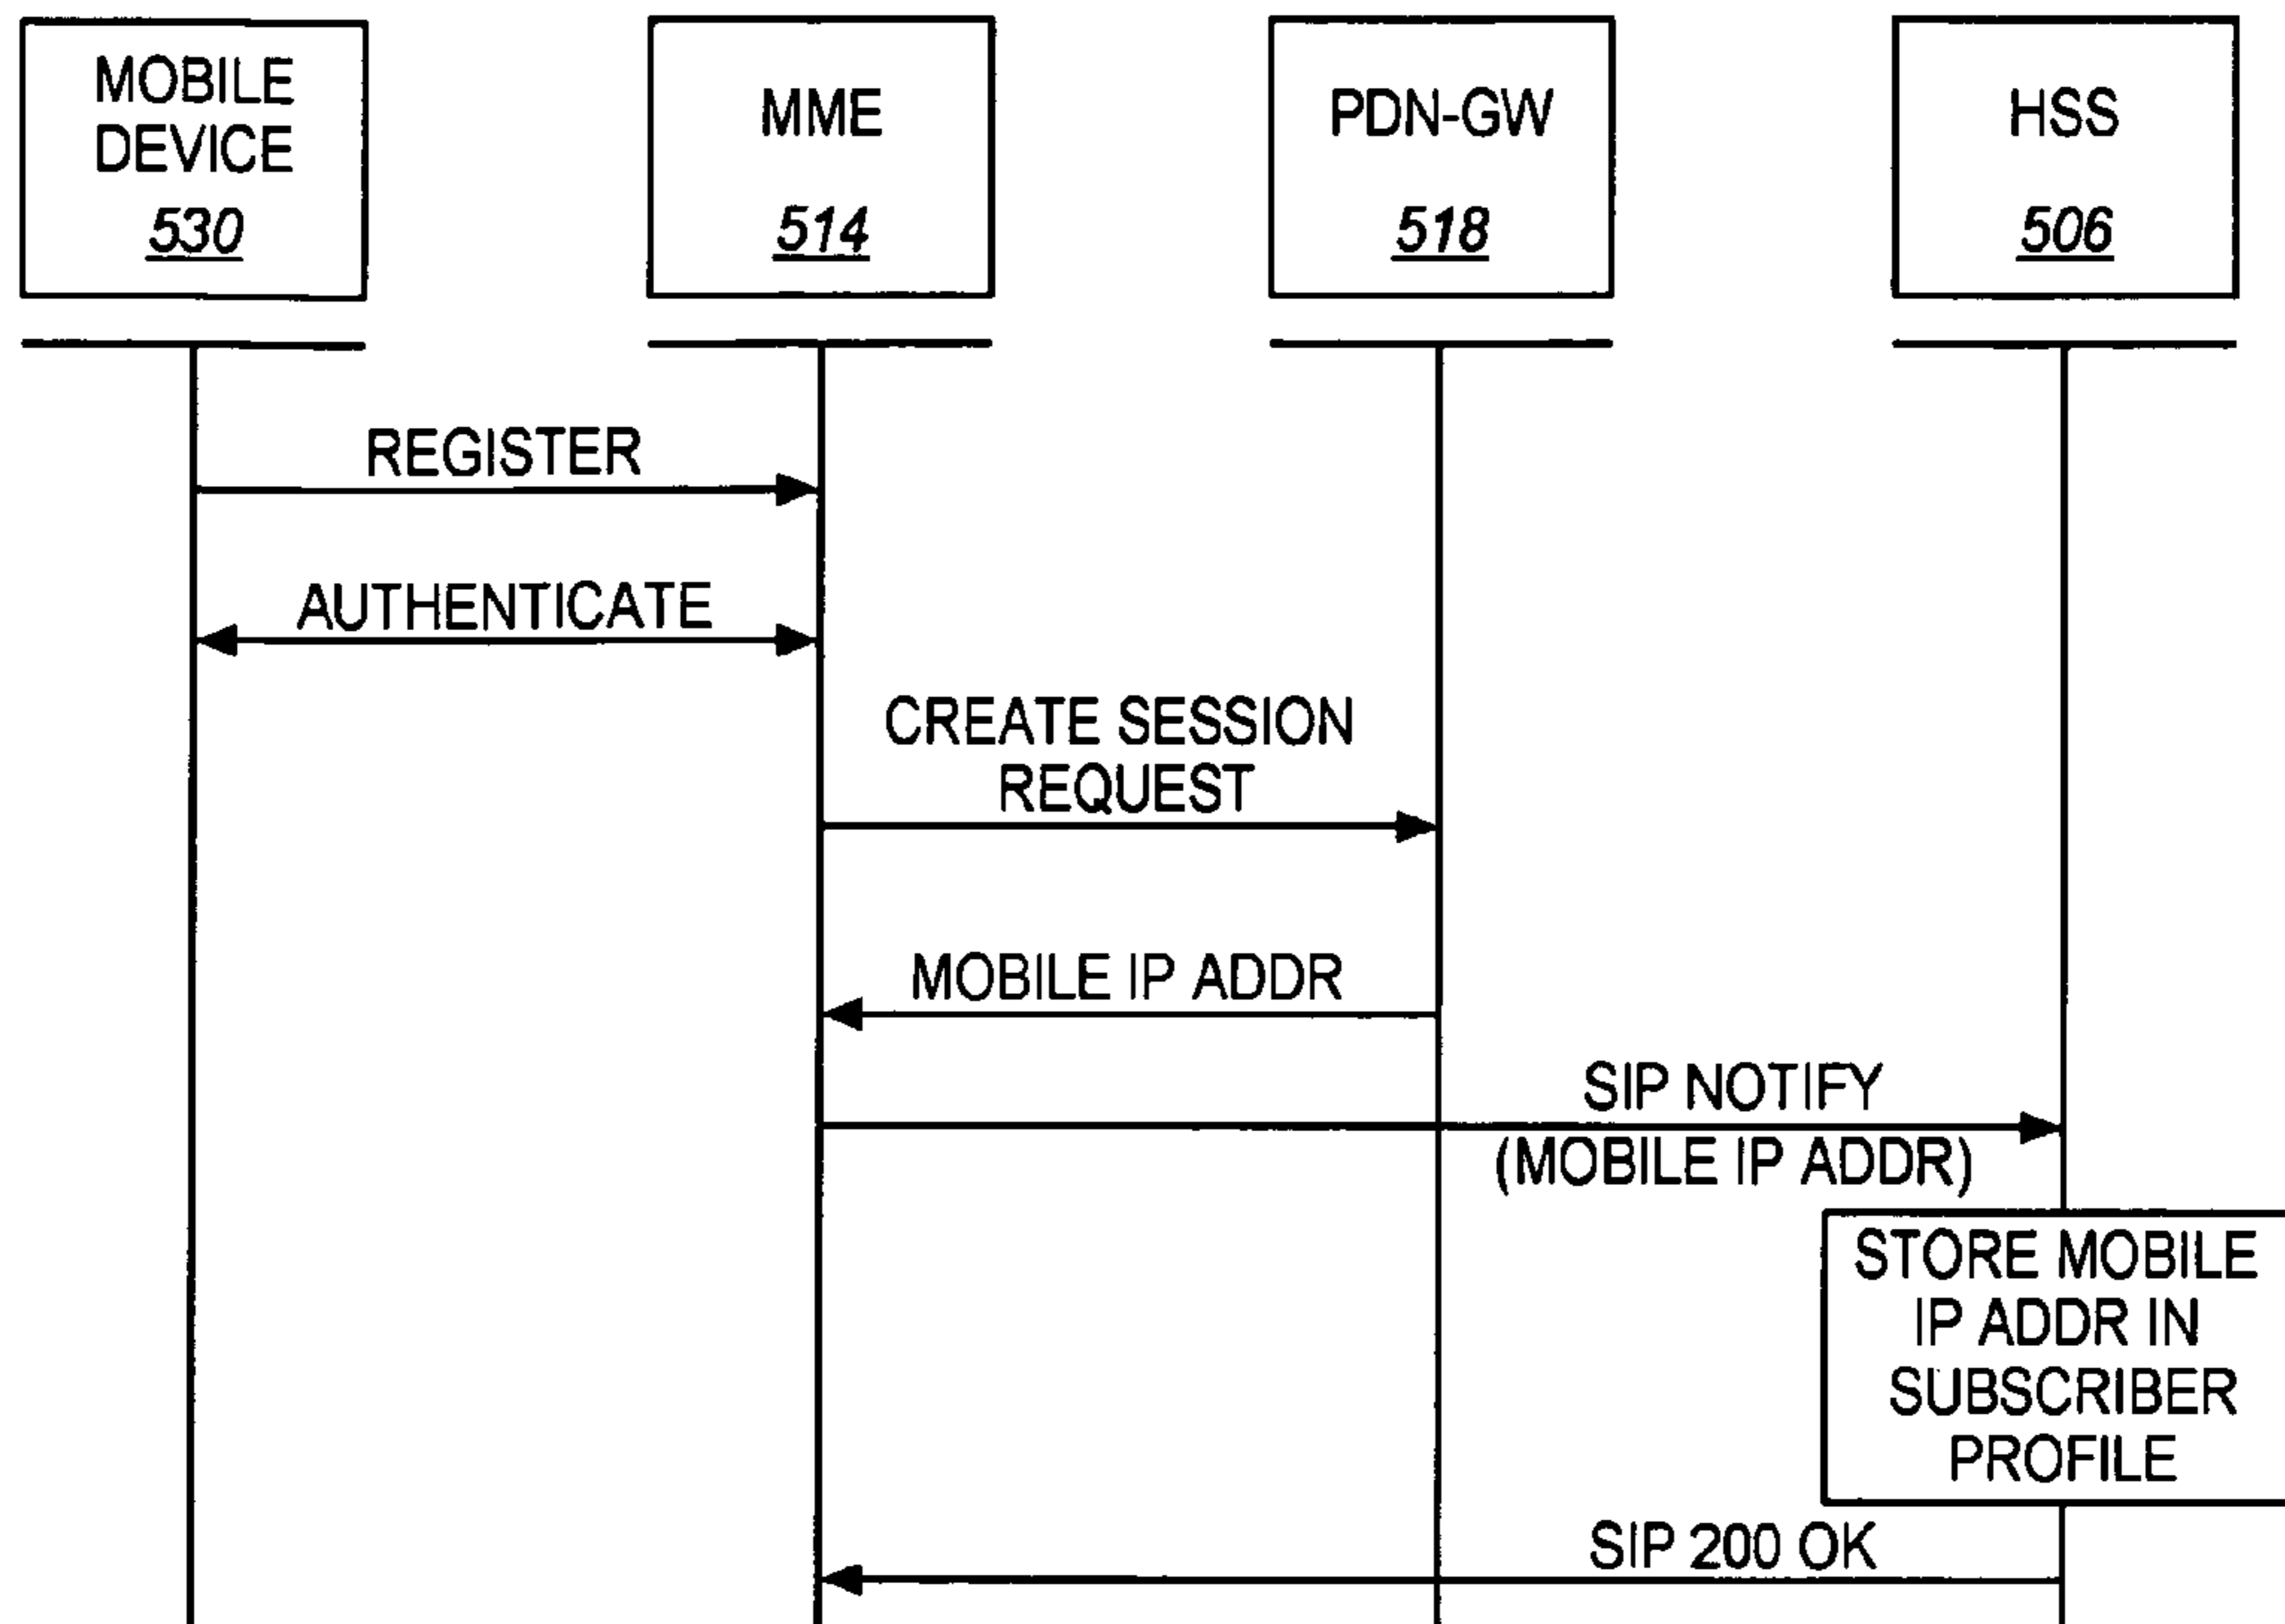 MOBILE
DEVICE
530
MME
514
PDN-GW
518
HSS
506
REGISTER
AUTHENTICATE
CREATE SESSION
REQUEST
MOBILE IP ADDR
SIP NOTIFY
(MOBILE IP ADDR)
STORE MOBILE
IP ADDR IN
SUBSCRIBER
PROFILE
SIP 200 OK